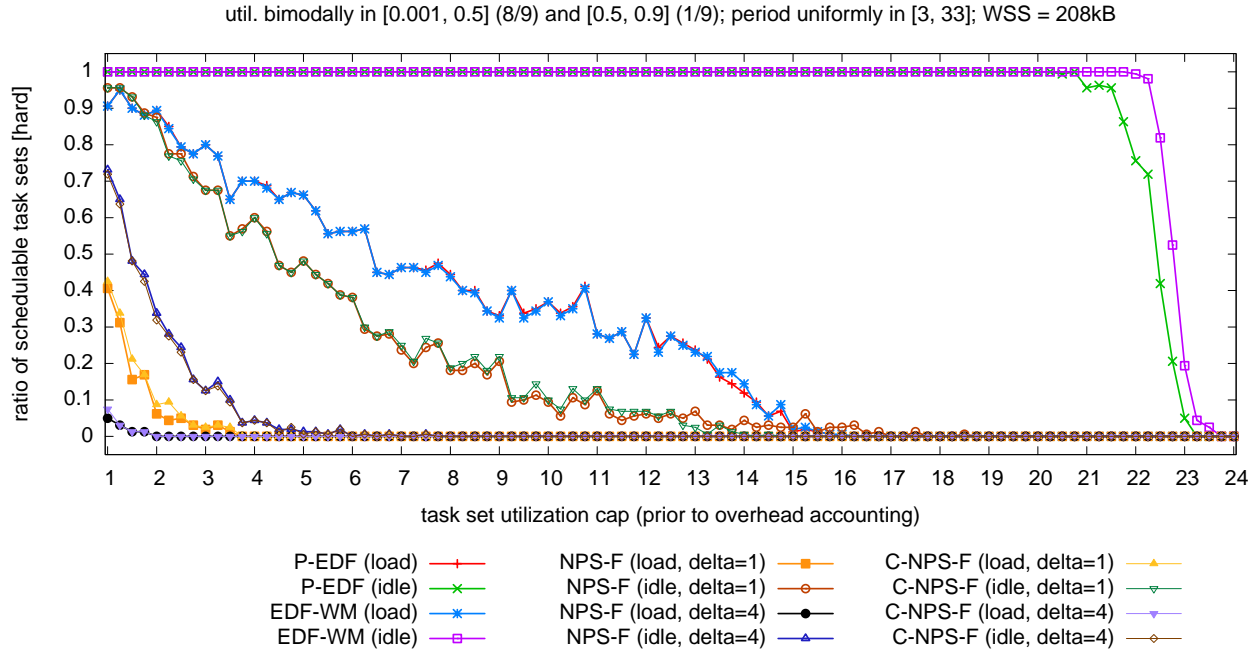 util. bimodally in [0.001, 0.5] (8/9) and [0.5, 0.9] (1/9); period uniformly in [3, 33]; WSS = 208kB
ratio of schedulable task sets [hard]
1
0.9
0.8
0.7
0.6
0.5
0.4
0.3
0.2
0.1
0
1 2 3 4 5 6 7 8 9 10 11 12 13 14 15 16 17 18 19 20 21 22 23 24
task set utilization cap (prior to overhead accounting)
P-EDF (load) NPS-F (load, delta=1) C-NPS-F (load, delta=1)
P-EDF (idle) NPS-F (idle, delta=1) C-NPS-F (idle, delta=1)
EDF-WM (load) NPS-F (load, delta=4) C-NPS-F (load, delta=4)
EDF-WM (idle) NPS-F (idle, delta=4) C-NPS-F (idle, delta=4)